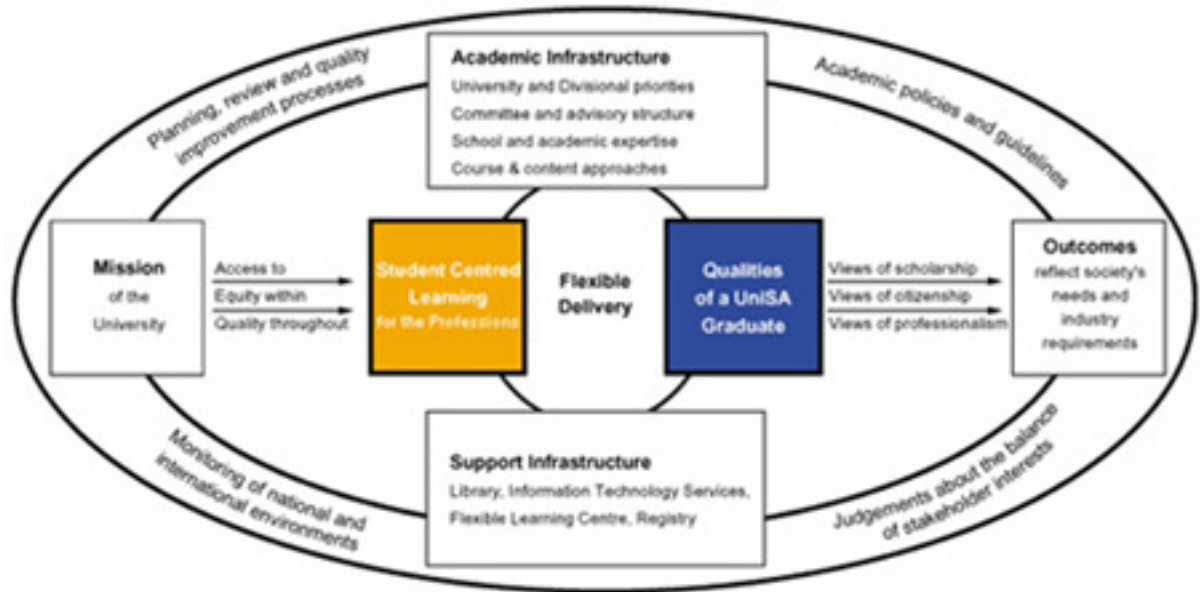 Planning, review and quality
improvement processes
Academic policies and guidelines
Academic Infrastructure
University and Divisional priorities
Committee and advisory structure
School and academic expertise
Course & content approaches
Mission
of the
University
Access to
Equity within
Quality throughout
Student Centred
Learning
for the Professions
Flexible
Delivery
Qualities
of a UniSA
Graduate
Views of scholarship
Views of citizenship
Views of professionalism
Outcomes
reflect society's
needs and
industry
requirements
Support Infrastructure
Library, Information Technology Services,
Flexible Learning Centre, Registry
Monitoring of national and
international environments
Judgements about the balance
of stakeholder interests